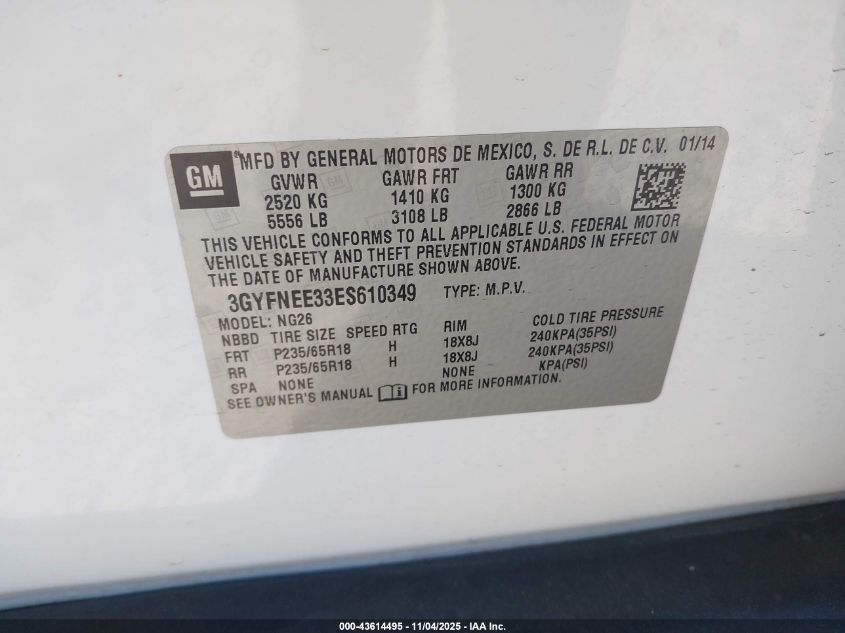 GM
MFD BY GENERAL MOTORS DE MEXICO, S. DE R.L. DE C.V. 01/14
GVWR GAWR FRT GAWR RR
2520 KG 1410 KG 1300 KG
5556 LB 3108 LB 2866 LB
THIS VEHICLE CONFORMS TO ALL APPLICABLE U.S. FEDERAL MOTOR
VEHICLE SAFETY AND THEFT PREVENTION STANDARDS IN EFFECT ON
THE DATE OF MANUFACTURE SHOWN ABOVE.
3GYFNEE33ES610349 TYPE: M.P.V.
MODEL: NG26
NBBD TIRE SIZE SPEED RTG RIM COLD TIRE PRESSURE
FRT P235/65R18 H 18X8J 240KPA(35PSI)
RR P235/65R18 H 18X8J 240KPA(35PSI)
SPA NONE NONE KPA(PSI)
SEE OWNER'S MANUAL FOR MORE INFORMATION.
000-43614495 - 11/04/2025 - IAA Inc.